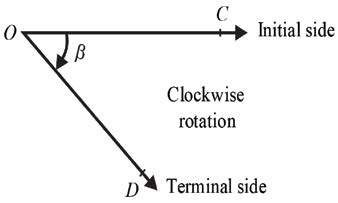 C
O
Initial side
β
Clockwise
rotation
D
Terminal side